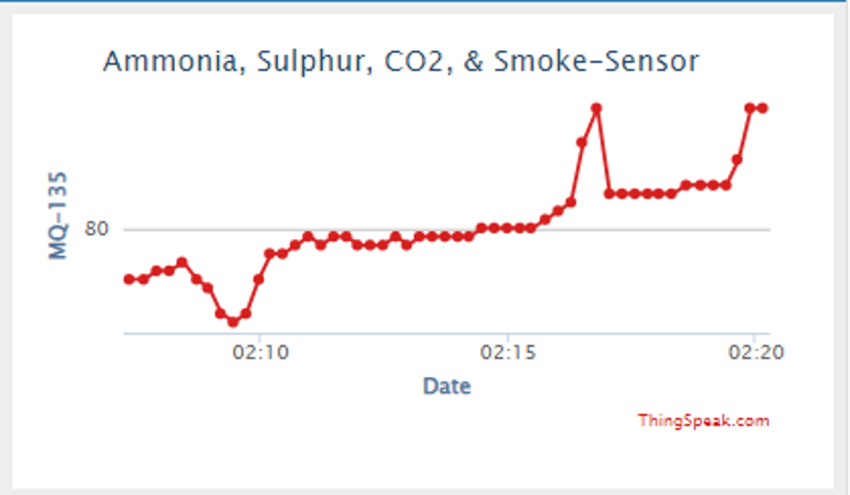 Ammonia, Sulphur, CO2, & Smoke-Sensor
MQ-135
80
02:10 02:15 02:20
Date
ThingSpeak.com